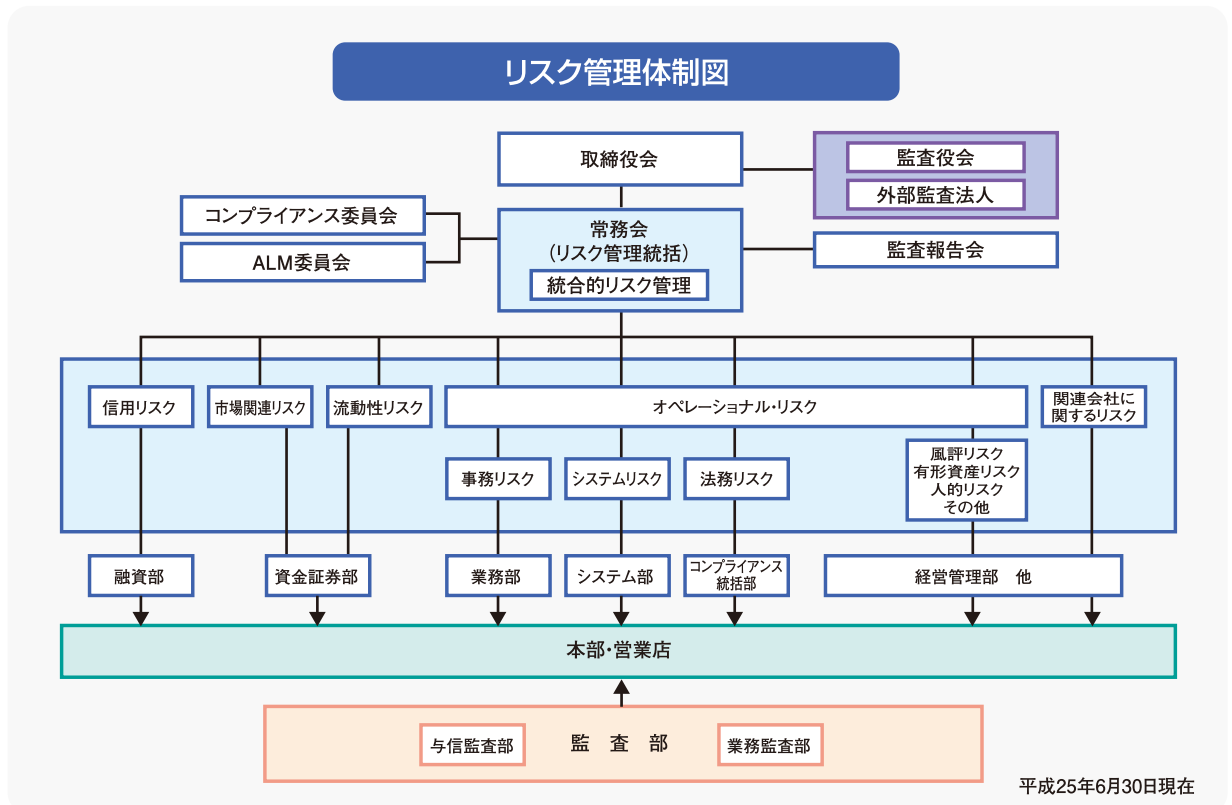 リスク管理体制図
取締役会
監査役会
外部監査法人
コンプライアンス委員会
ALM委員会
常務会
(リスク管理統括)
統合的リスク管理
監査報告会
信用リスク
市場関連リスク
流動性リスク
オペレーショナル・リスク
関連会社に
関するリスク
事務リスク
システムリスク
法務リスク
風評リスク
有形資産リスク
人的リスク
その他
融資部
資金証券部
業務部
システム部
コンプライアンス
統括部
経営管理部　他
本部・営業店
与信監査部
監　査　部
業務監査部
平成25年6月30日現在